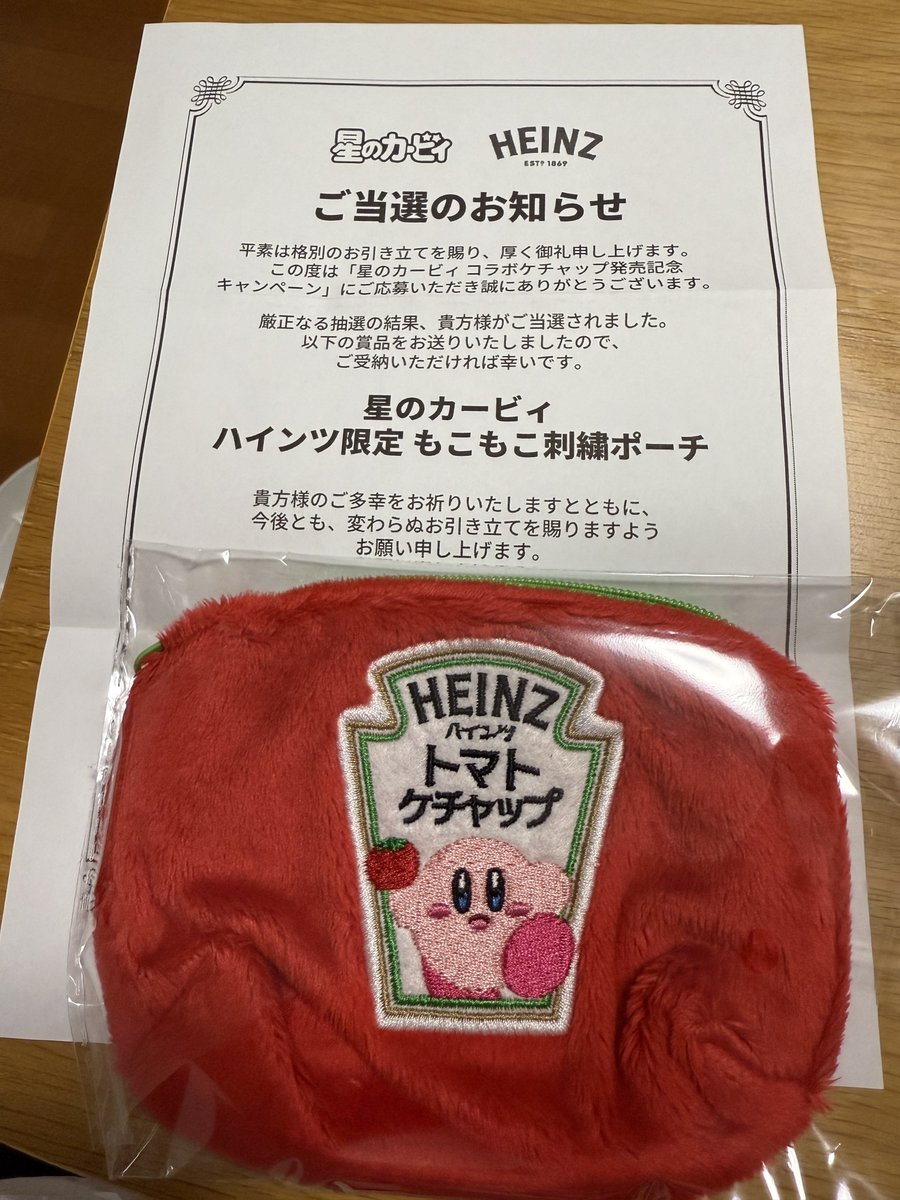 星のカービィ HEINZ
ESTD 1869
ご当選のお知らせ
平素は格別のお引き立てを賜り、厚く御礼申し上げます。
この度は「星のカービィ コラボケチャップ発売記念
キャンペーン」にご応募いただき誠にありがとうございます。
厳正なる抽選の結果、貴方様がご当選されました。
以下の賞品をお送りいたしましたので、
ご受納いただければ幸いです。
星のカービィ
ハインツ限定 もこもこ刺繍ポーチ
貴方様のご多幸をお祈りいたしますとともに、
今後とも、変わらぬお引き立てを賜りますよう
お願い申し上げます。
HEINZ
ハインツ
トマト
ケチャップ